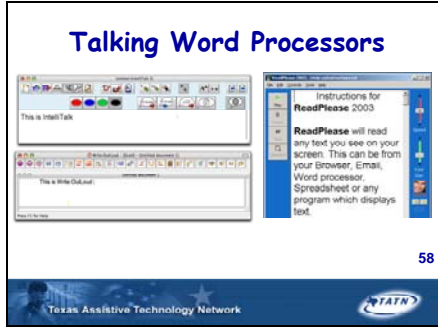 Talking Word Processors
This is IntelliTalk
This is Write:OutLoud
Instructions for
ReadPlease 2003
ReadPlease will read
any text you see on your
screen. This can be from
your Browser, Email,
Word processor,
Spreadsheet or any
program which displays
text.
58
Texas Assistive Technology Network
TATN